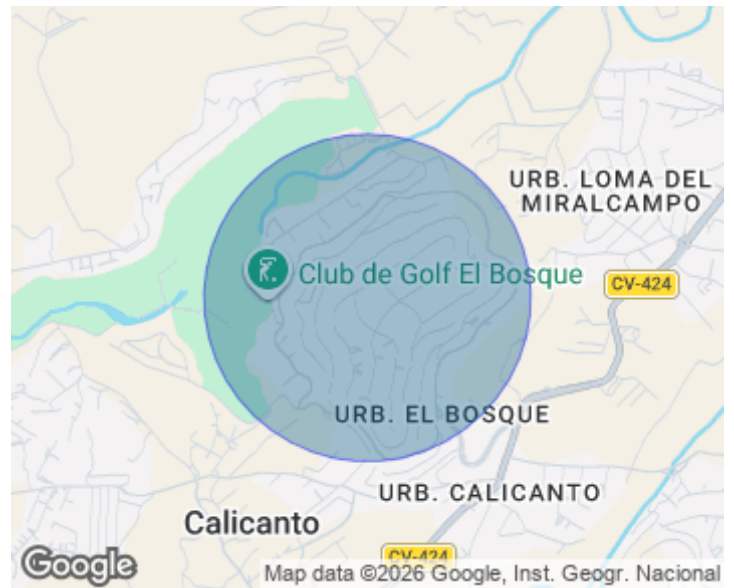 URB. LOMA DEL
MIRALCAMPO
Club de Golf El Bosque
CV-424
URB. EL BOSQUE
URB. CALICANTO
Calicanto
CV-424
Google
Map data ©2026 Google, Inst. Geogr. Nacional